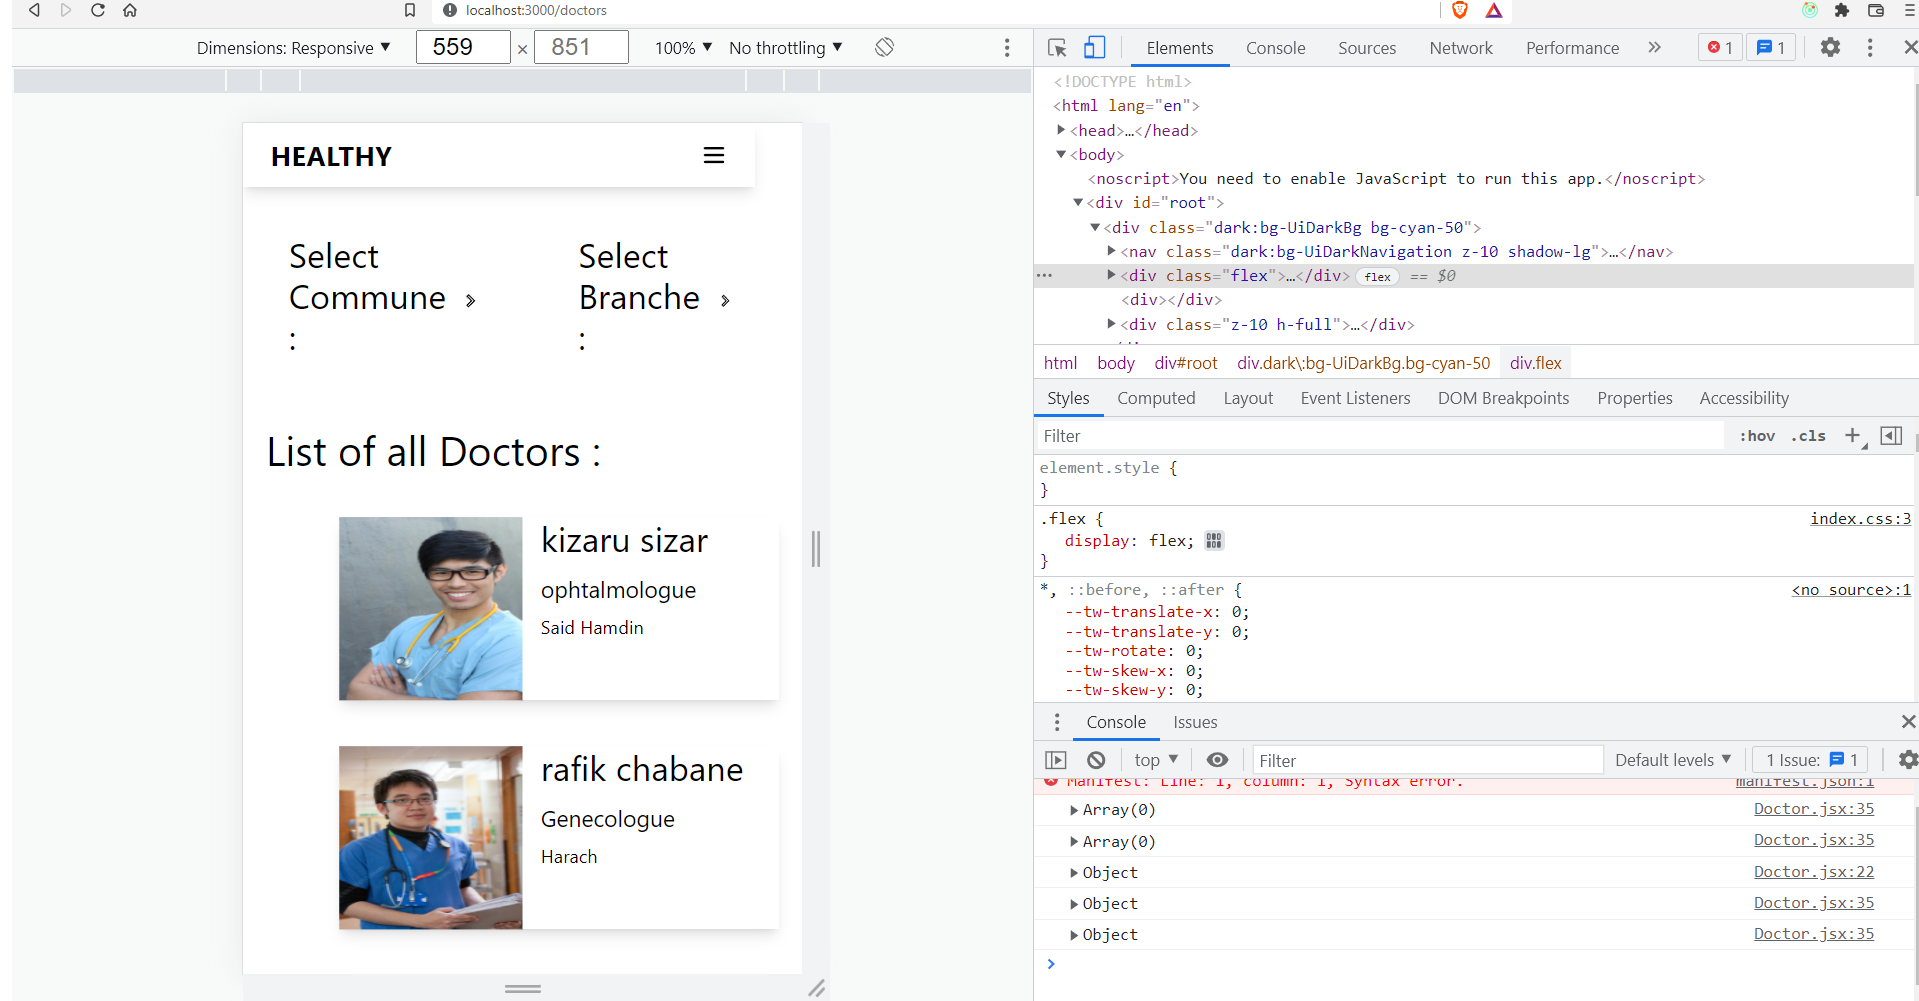 localhost:3000/doctors
Dimensions: Responsive ▼ 559 × 851 100% ▼ No throttling ▼
Elements Console Sources Network Performance » 1 1
<!DOCTYPE html>
<html lang="en">
<head>…</head>
<body>
<noscript>You need to enable JavaScript to run this app.</noscript>
<div id="root">
<div class="dark:bg-UiDarkBg bg-cyan-50">
<nav class="dark:bg-UiDarkNavigation z-10 shadow-lg">…</nav>
<div class="flex">…</div> flex == $0
<div></div>
<div class="z-10 h-full">…</div>
html body div#root div.dark\:bg-UiDarkBg.bg-cyan-50 div.flex
Styles Computed Layout Event Listeners DOM Breakpoints Properties Accessibility
Filter :hov .cls +
element.style {
}
.flex { index.css:3
display: flex;
}
*, ::before, ::after { <no source>:1
--tw-translate-x: 0;
--tw-translate-y: 0;
--tw-rotate: 0;
--tw-skew-x: 0;
--tw-skew-y: 0;
Console Issues
top ▼ Filter Default levels ▼ 1 Issue: 1
Manifest: Line: 1, column: 1, Syntax error. manifest.json:1
Array(0) Doctor.jsx:35
Array(0) Doctor.jsx:35
Object Doctor.jsx:22
Object Doctor.jsx:35
Object Doctor.jsx:35
HEALTHY
Select
Commune
:
Select
Branche
:
List of all Doctors :
kizaru sizar
ophtalmologue
Said Hamdin
rafik chabane
Genecologue
Harach